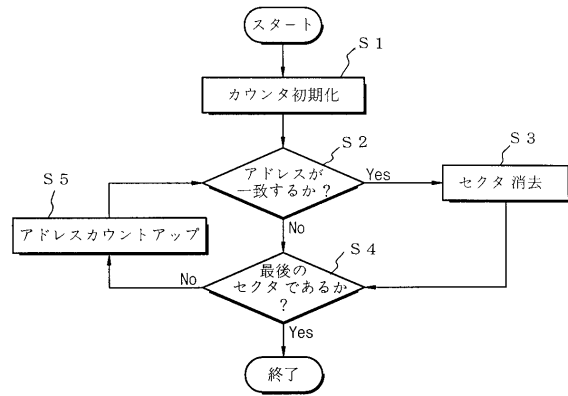 スタート
S1
カウンタ初期化
S2
アドレスが
一致するか?
Yes
S3
セクタ消去
No
S5
アドレスカウントアップ
S4
最後の
セクタであるか
?
No
Yes
終了